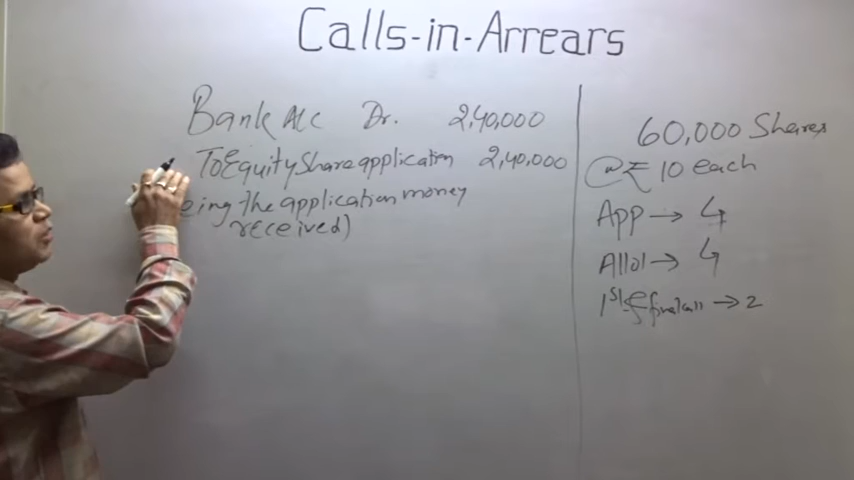 Calls-in-Arrears
Bank A/c Dr. 2,40,000
To Equity Share application 2,40,000
eing the application money
received)
60,000 Shares
@ ₹ 10 each
App → 4
Allot → 4
1st & final call → 2